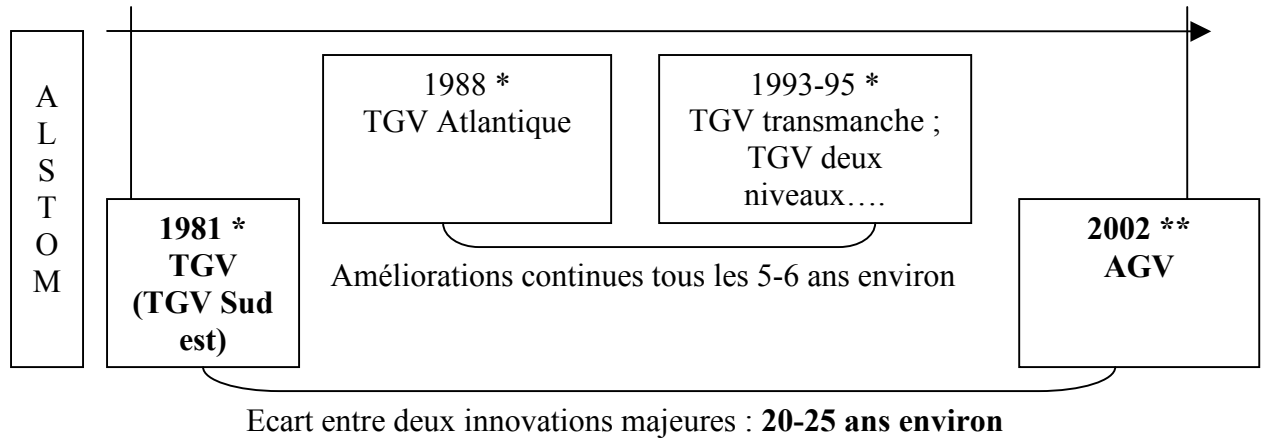 A
L
S
T
O
M
1988 *
TGV Atlantique
1993-95 *
TGV transmanche ;
TGV deux
niveaux….
1981 *
TGV
(TGV Sud
est)
2002 **
AGV
Améliorations continues tous les 5-6 ans environ
Ecart entre deux innovations majeures : 20-25 ans environ